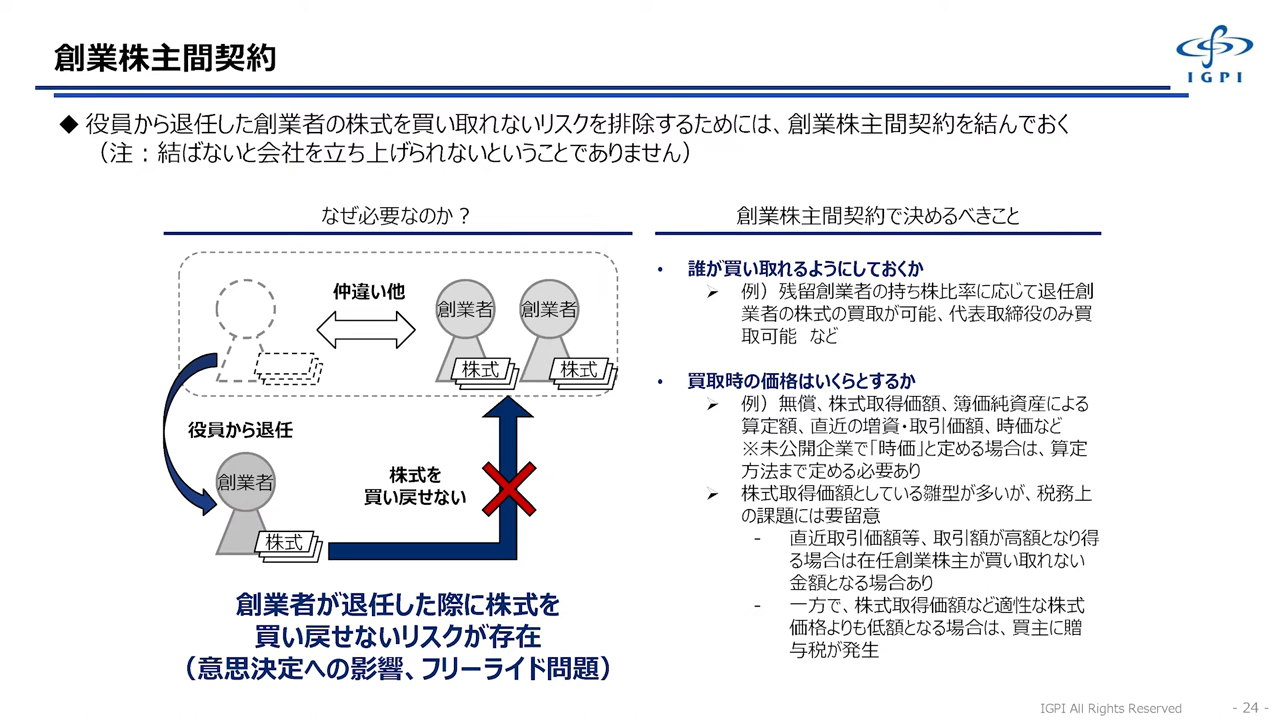 創業株主間契約
IGPI
◆ 役員から退任した創業者の株式を買い取れないリスクを排除するためには、創業株主間契約を結んでおく
（注：結ばないと会社を立ち上げられないということでありません）
なぜ必要なのか？
仲違い他
創業者
創業者
株式
株式
役員から退任
創業者
株式
株式を
買い戻せない
創業者が退任した際に株式を
買い戻せないリスクが存在
（意思決定への影響、フリーライド問題）
創業株主間契約で決めるべきこと
• 誰が買い取れるようにしておくか
➢ 例）残留創業者の持ち株比率に応じて退任創
業者の株式の買取が可能、代表取締役のみ買
取可能 など
• 買取時の価格はいくらとするか
➢ 例）無償、株式取得価額、簿価純資産による
算定額、直近の増資・取引価額、時価など
※未公開企業で「時価」と定める場合は、算定
方法まで定める必要あり
➢ 株式取得価額としている雛型が多いが、税務上
の課題には要留意
- 直近取引価額等、取引額が高額となり得
る場合は在任創業株主が買い取れない
金額となる場合あり
- 一方で、株式取得価額など適性な株式
価格よりも低額となる場合は、買主に贈
与税が発生
IGPI All Rights Reserved
- 24 -